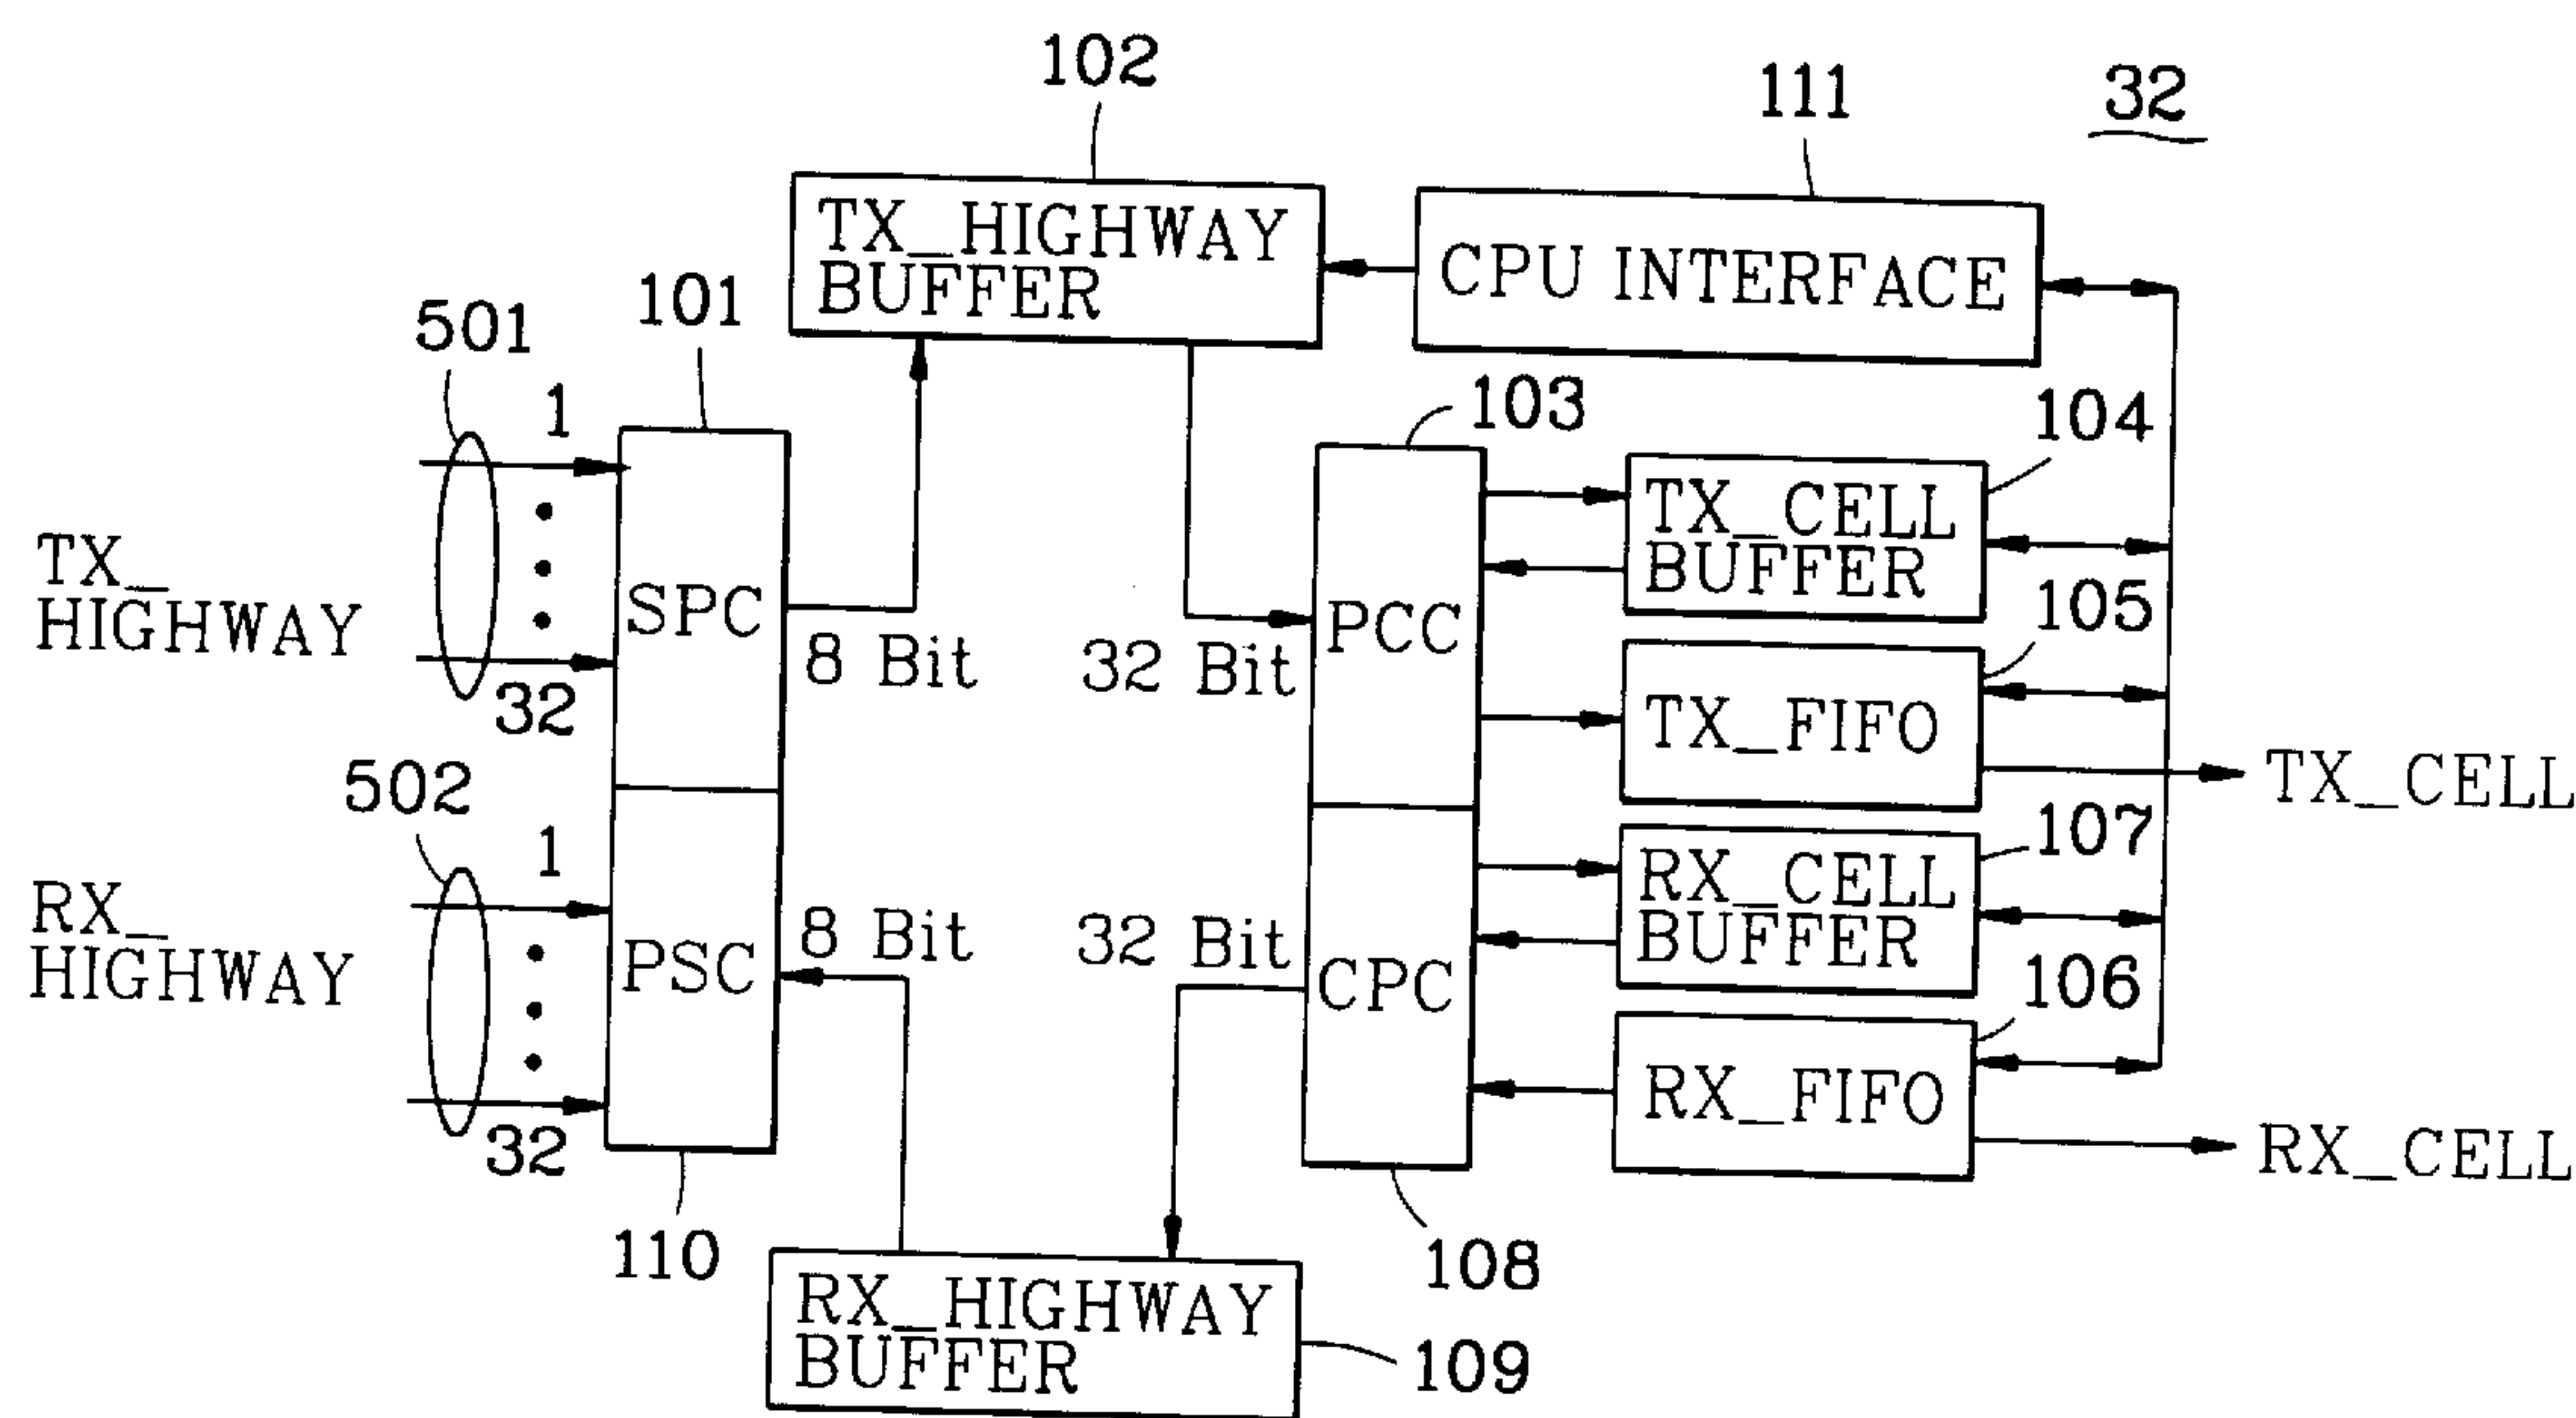 102
111
32
TX_HIGHWAY
BUFFER
CPU INTERFACE
501
101
1
103
104
TX_
HIGHWAY
SPC
8 Bit
32 Bit
PCC
TX_CELL
BUFFER
105
32
TX_FIFO
TX_CELL
502
1
107
RX_
HIGHWAY
PSC
8 Bit
32 Bit
CPC
RX_CELL
BUFFER
106
RX_FIFO
RX_CELL
32
110
108
RX_HIGHWAY
BUFFER
109